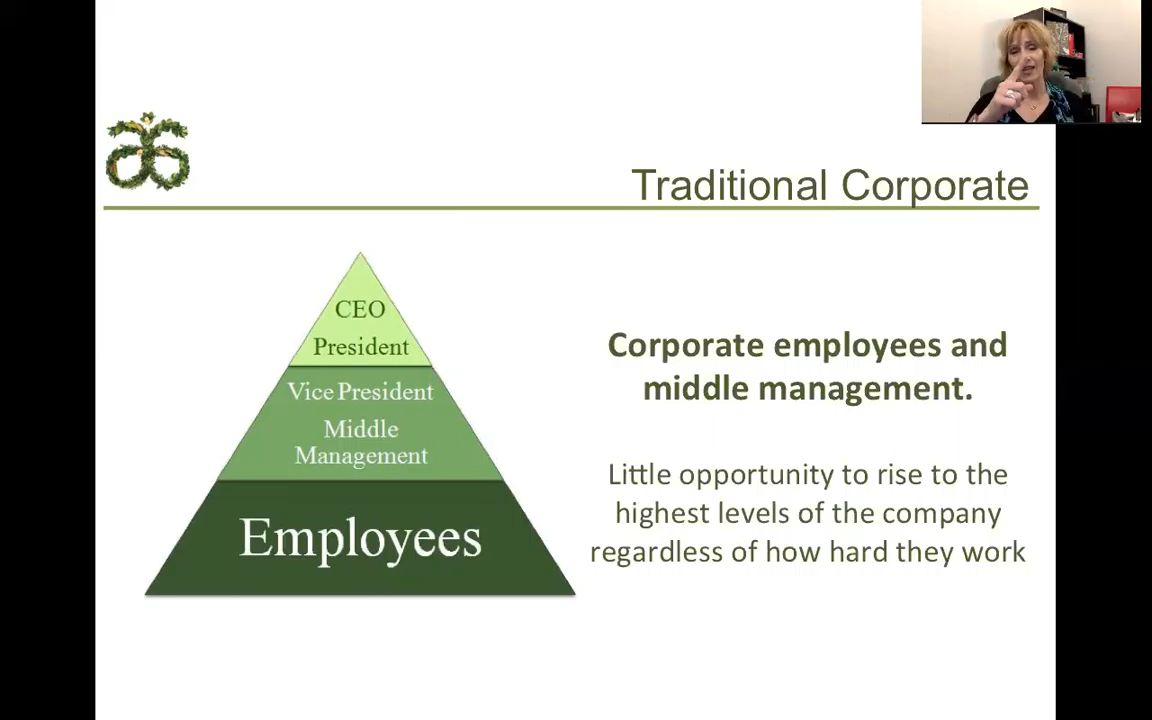 Traditional Corporate
CEO
President
Vice President
Middle
Management
Employees
Corporate employees and
middle management.
Little opportunity to rise to the
highest levels of the company
regardless of how hard they work